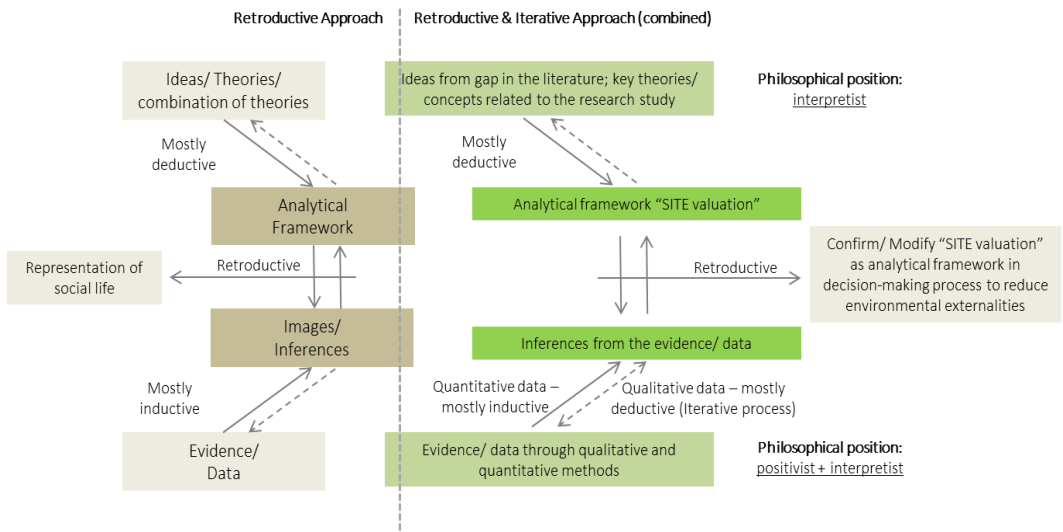 Retroductive Approach
Retroductive & Iterative Approach (combined)
Ideas/ Theories/
combination of theories
Ideas from gap in the literature; key theories/
concepts related to the research study
Philosophical position:
interpretist
Mostly
deductive
Mostly
deductive
Analytical
Framework
Analytical framework “SITE valuation”
Representation of
social life
Retroductive
Retroductive
Confirm/ Modify “SITE valuation”
as analytical framework in
decision-making process to reduce
environmental externalities
Images/
Inferences
Inferences from the evidence/ data
Mostly
inductive
Quantitative data –
mostly inductive
Qualitative data – mostly
deductive (Iterative process)
Evidence/
Data
Evidence/ data through qualitative and
quantitative methods
Philosophical position:
positivist + interpretist